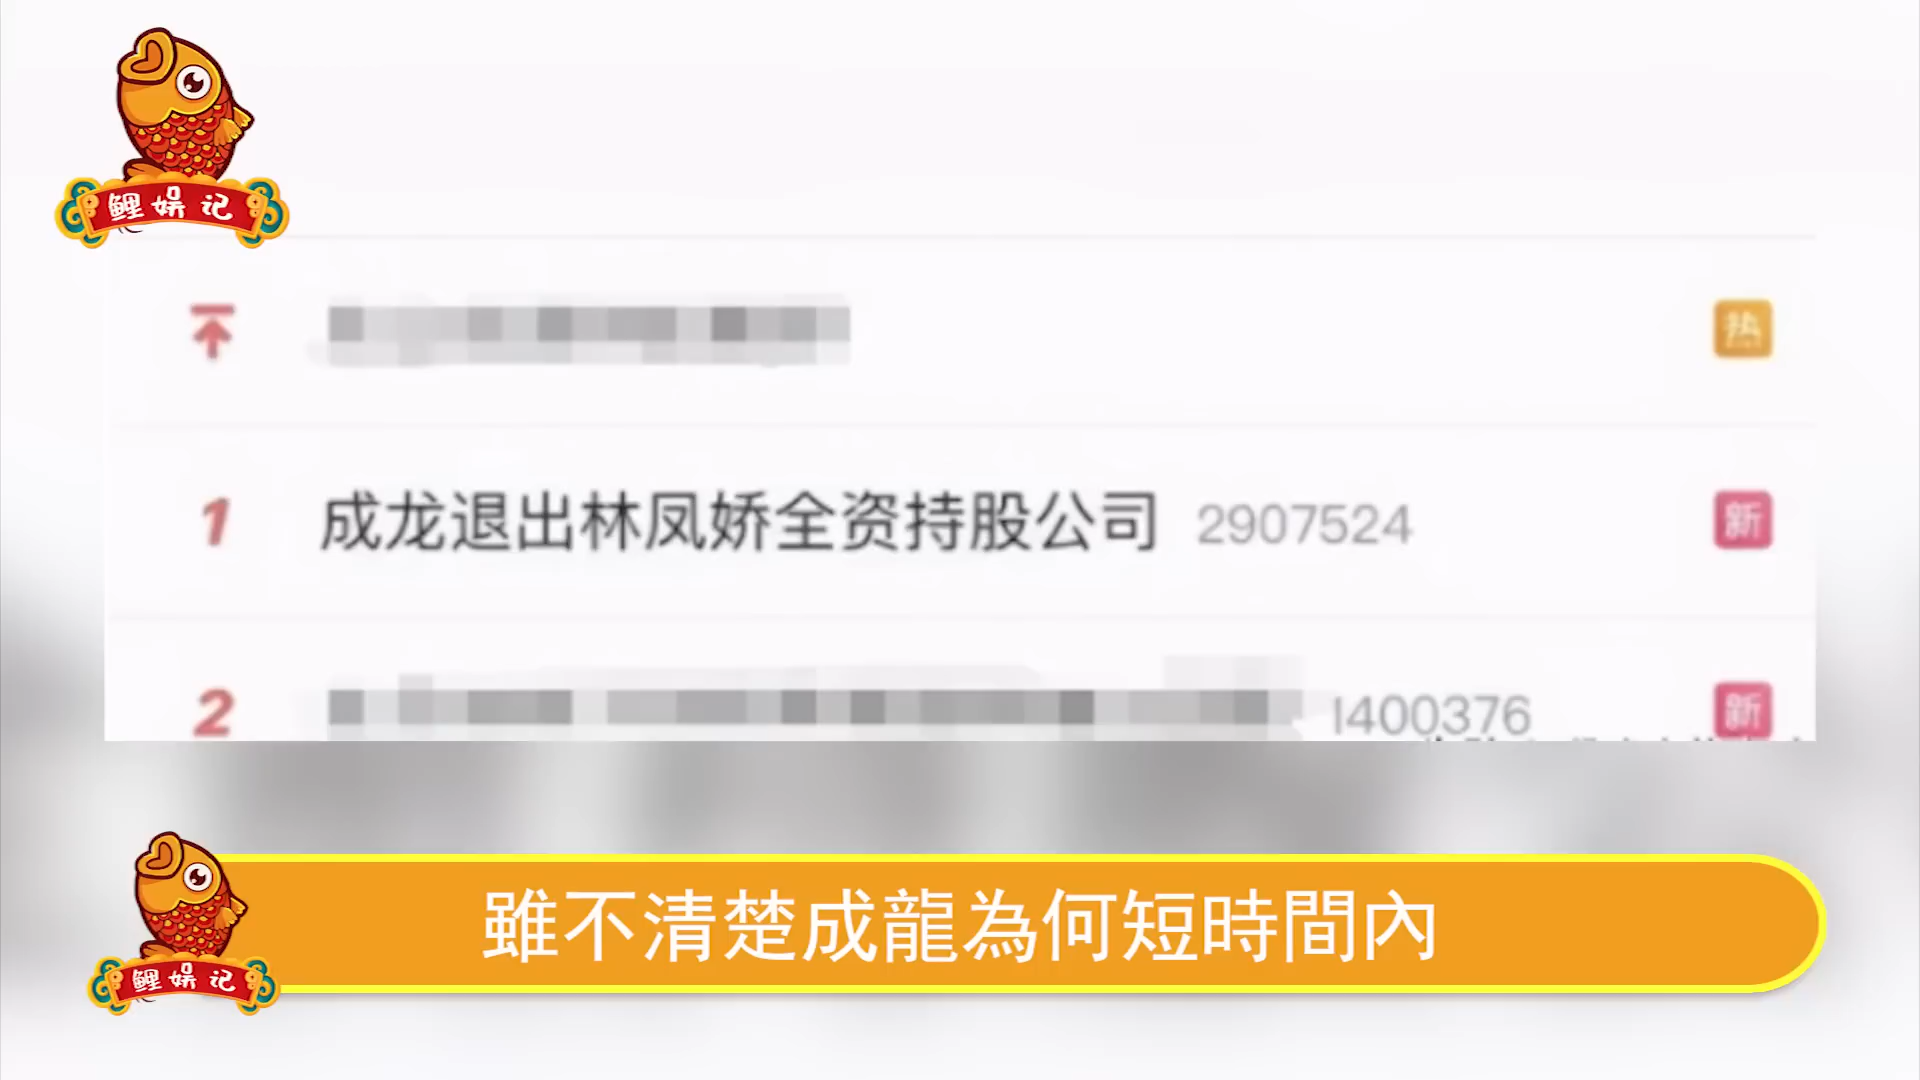 鲤娱记
热
1 成龙退出林凤娇全资持股公司 2907524 新
2 1400376 新
雖不清楚成龍為何短時間內
鲤娱记